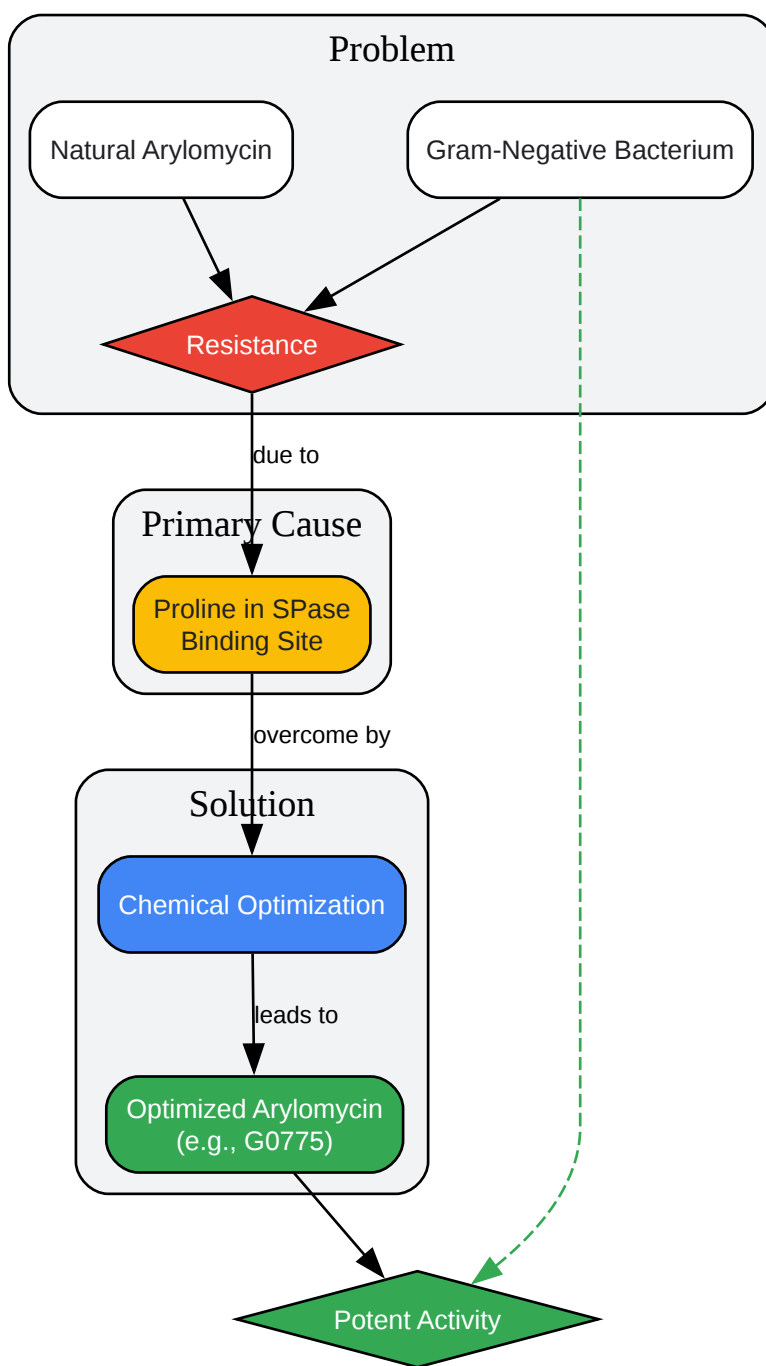 Problem
Natural Arylomycin
Gram-Negative Bacterium
Resistance
due to
Primary Cause
Proline in SPase
Binding Site
overcome by
Solution
Chemical Optimization
leads to
Optimized Arylomycin
(e.g., G0775)
Potent Activity